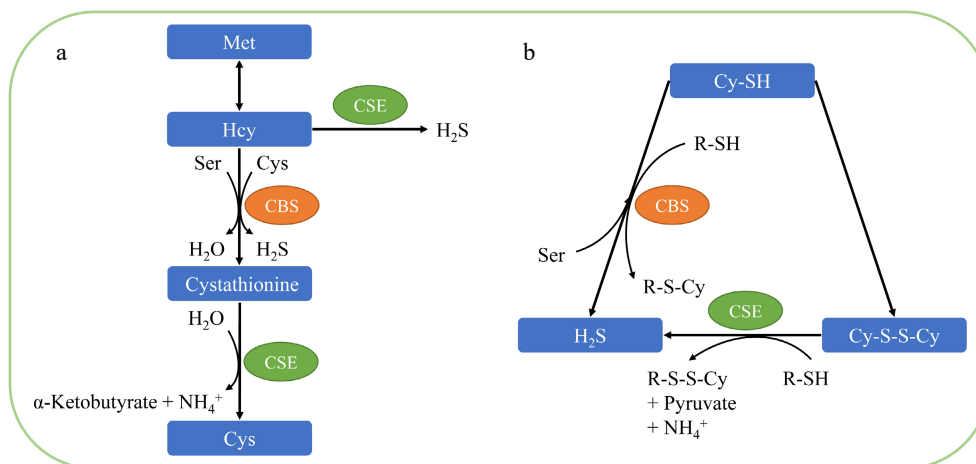 a
Met
Hcy
CSE
H₂S
Ser
Cys
CBS
H₂O
H₂S
Cystathionine
H₂O
CSE
α-Ketobutyrate + NH₄⁺
Cys
b
Cy-SH
R-SH
CBS
Ser
R-S-Cy
CSE
H₂S
Cy-S-S-Cy
R-S-S-Cy
+ Pyruvate
+ NH₄⁺
R-SH